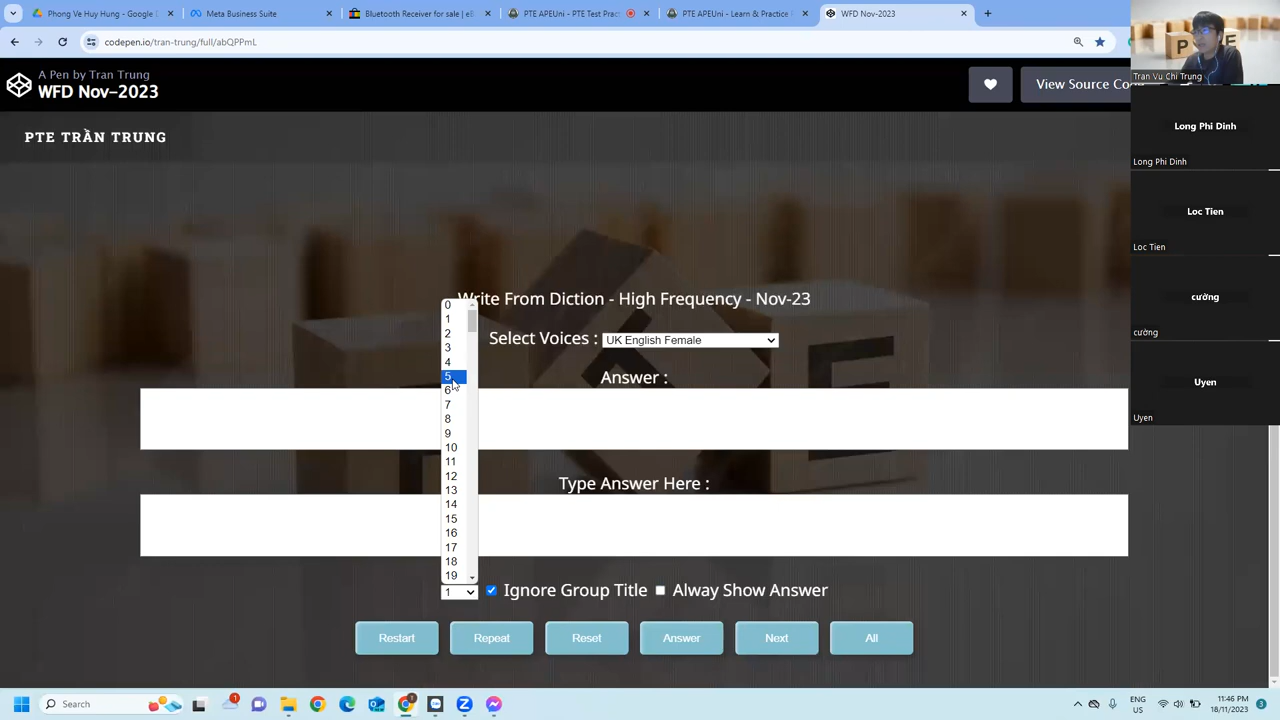 Phong Ve Huy Hung - Google D
Meta Business Suite
Bluetooth Receiver for sale | eB
PTE APEUni - PTE Test Pract
PTE APEUni - Learn & Practice
WFD Nov-2023
codepen.io/tran-trung/full/abQPPmL
A Pen by Tran Trung
WFD Nov-2023
View Source Co
PTE TRẦN TRUNG
Tran Vu Chi Trung
Long Phi Dinh
Long Phi Dinh
Loc Tien
Loc Tien
cường
cường
Uyen
Uyen
Write From Diction - High Frequency - Nov-23
Select Voices : UK English Female
Answer :
Type Answer Here :
0
1
2
3
4
5
6
7
8
9
10
11
12
13
14
15
16
17
18
19
1
Ignore Group Title
Alway Show Answer
Restart
Repeat
Reset
Answer
Next
All
Search
ENG
US
11:46 PM
18/11/2023